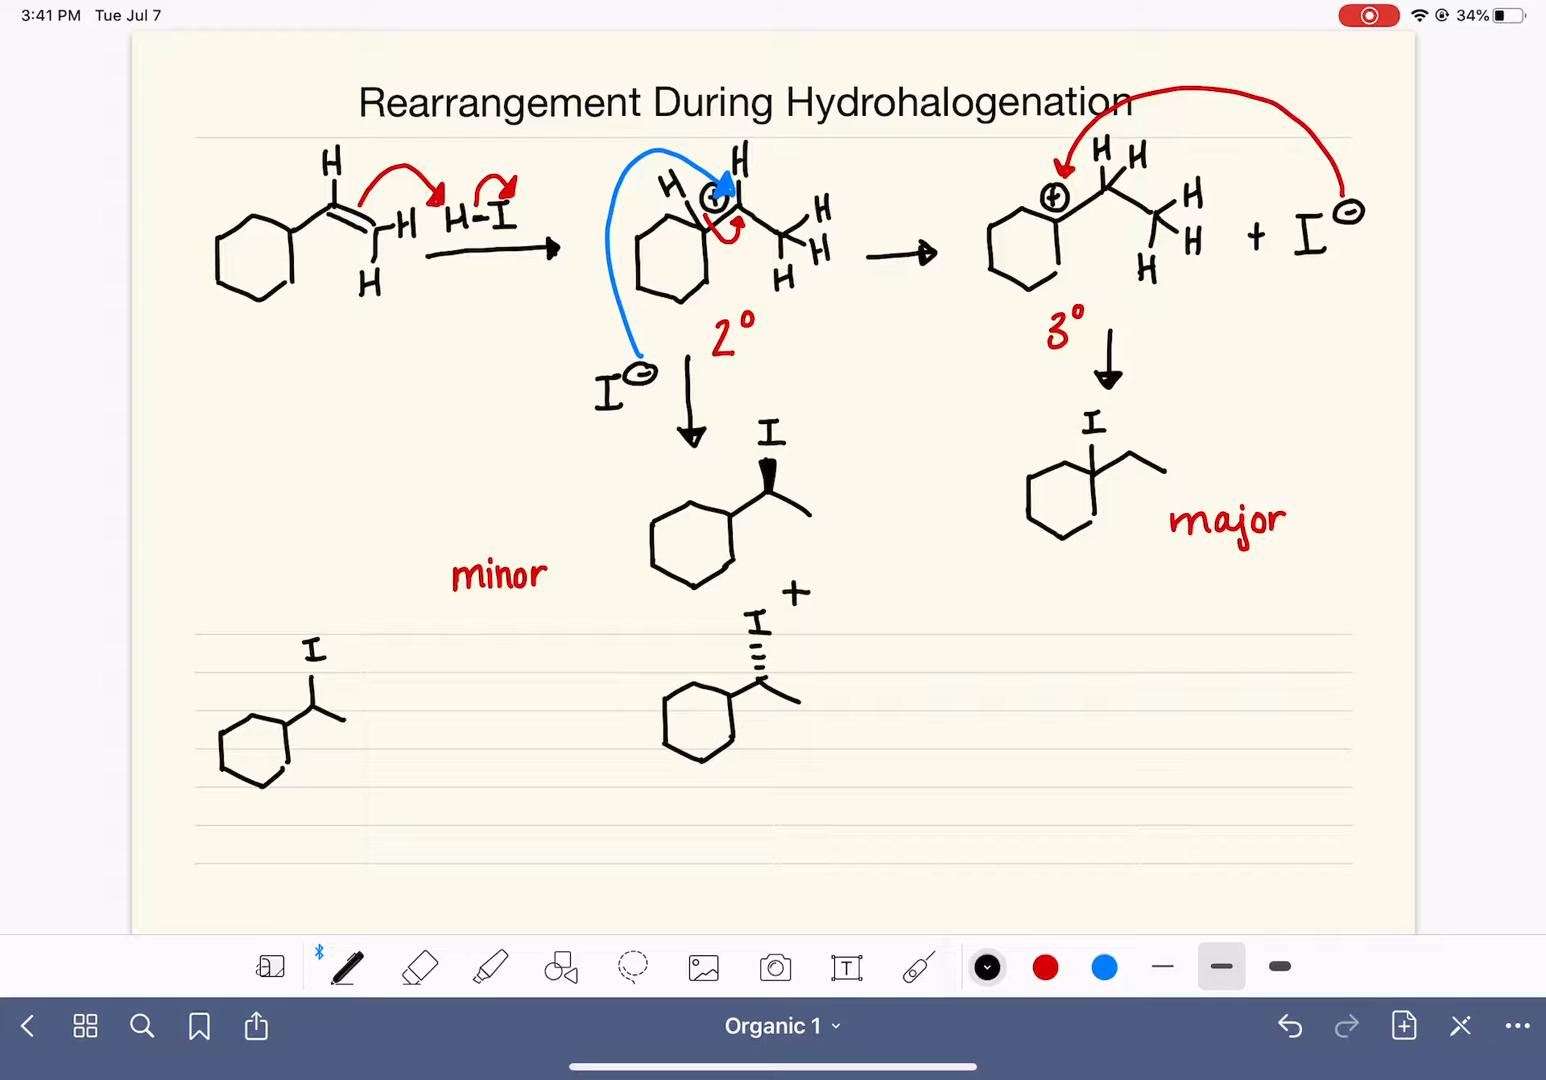 3:41 PM Tue Jul 7
34%
Rearrangement During Hydrohalogenation
H
H
H
H-I
H
⊕
H
H
H
H
2°
I⊖
⊕
H
H
H
H
H
3°
+ I⊖
I
+
I
minor
I
major
I
T
Organic 1